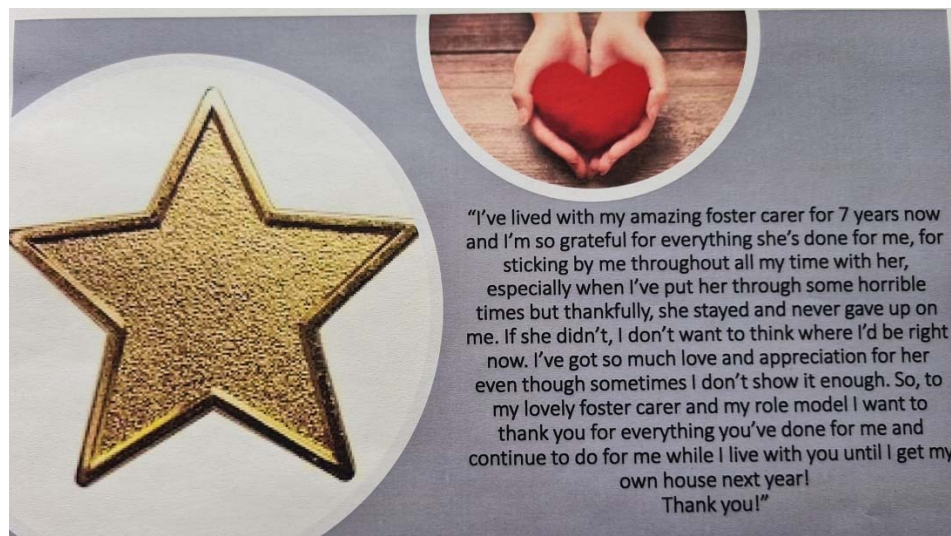 “I’ve lived with my amazing foster carer for 7 years now
and I’m so grateful for everything she’s done for me, for
sticking by me throughout all my time with her,
especially when I’ve put her through some horrible
times but thankfully, she stayed and never gave up on
me. If she didn’t, I don’t want to think where I’d be right
now. I’ve got so much love and appreciation for her
even though sometimes I don’t show it enough. So, to
my lovely foster carer and my role model I want to
thank you for everything you’ve done for me and
continue to do for me while I live with you until I get my
own house next year!
Thank you!”